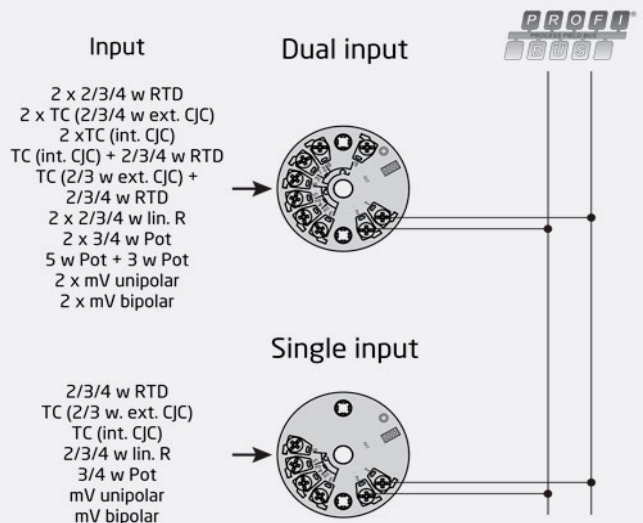 Input
Dual input
PROFI
PROCESS FIELD BUS
BUS
2 x 2/3/4 w RTD
2 x TC (2/3/4 w ext. CJC)
2 xTC (int. CJC)
TC (int. CJC) + 2/3/4 w RTD
TC (2/3 w ext. CJC) +
2/3/4 w RTD
2 x 2/3/4 w lin. R
2 x 3/4 w Pot
5 w Pot + 3 w Pot
2 x mV unipolar
2 x mV bipolar
Single input
2/3/4 w RTD
TC (2/3 w. ext. CJC)
TC (int. CJC)
2/3/4 w lin. R
3/4 w Pot
mV unipolar
mV bipolar